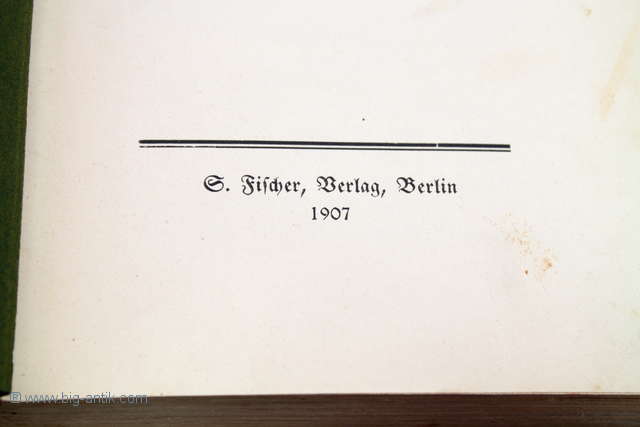 S. Fischer, Verlag, Berlin
1907
® www.big-antik.com